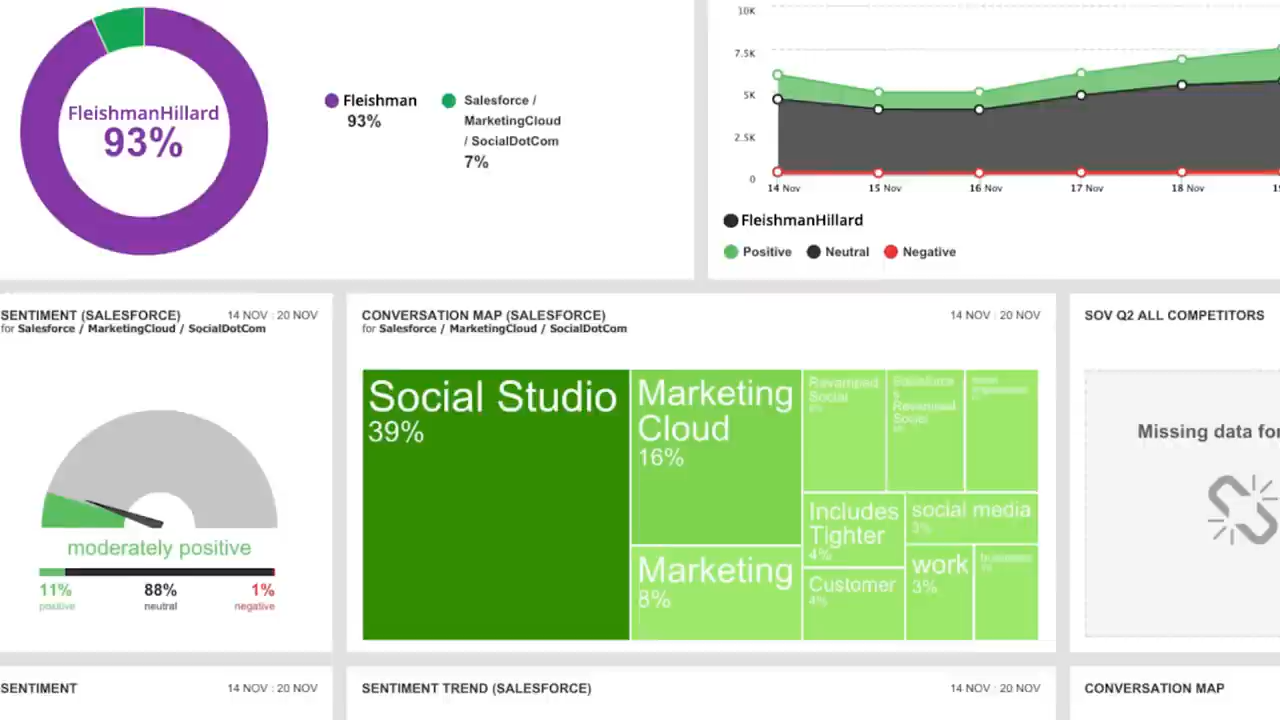 FleishmanHillard
93%
Fleishman
93%
Salesforce /
MarketingCloud
/ SocialDotCom
7%
10K
7.5K
5K
2.5K
0
14 Nov
15 Nov
16 Nov
17 Nov
18 Nov
FleishmanHillard
Positive
Neutral
Negative
SENTIMENT (SALESFORCE)
14 NOV : 20 NOV
for Salesforce / MarketingCloud / SocialDotCom
moderately positive
11%
positive
88%
neutral
1%
negative
CONVERSATION MAP (SALESFORCE)
14 NOV : 20 NOV
for Salesforce / MarketingCloud / SocialDotCom
Social Studio
39%
Marketing
Cloud
16%
Marketing
8%
Revamped
Social
Salesforce
Revamped
Social
Includes
Tighter
4%
Customer
4%
social media
3%
work
3%
business
SOV Q2 ALL COMPETITORS
Missing data for
SENTIMENT
14 NOV : 20 NOV
SENTIMENT TREND (SALESFORCE)
14 NOV : 20 NOV
CONVERSATION MAP